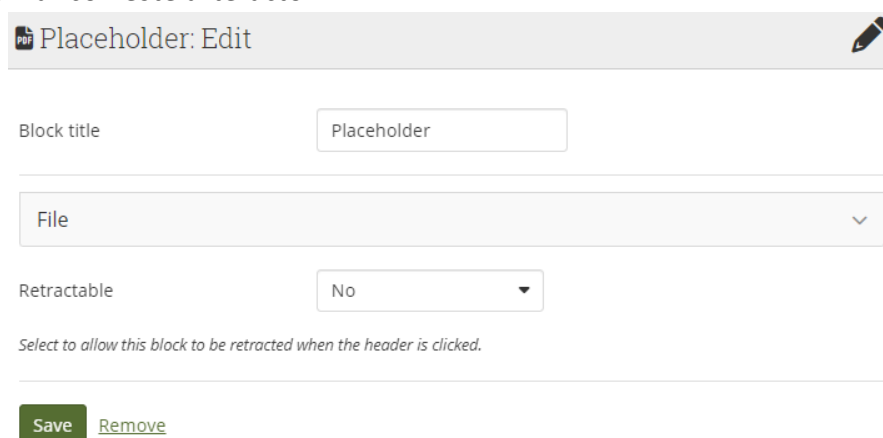 PDF Placeholder: Edit
Block title Placeholder
File
Retractable No
Select to allow this block to be retracted when the header is clicked.
Save Remove